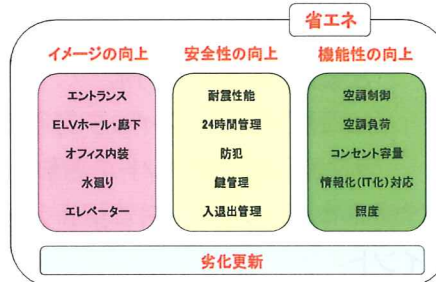 省エネ
イメージの向上
安全性の向上
機能性の向上
エントランス
ELVホール・廊下
オフィス内装
水廻り
エレベーター
耐震性能
24時間管理
防犯
鍵管理
入退出管理
空調制御
空調負荷
コンセント容量
情報化(IT化)対応
照度
劣化更新